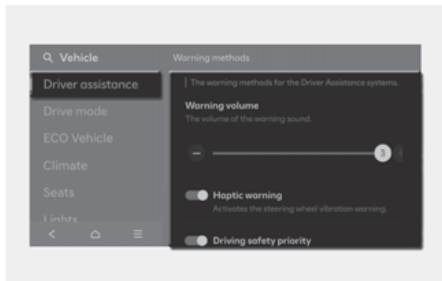 Vehicle
Warning methods
Driver assistance
The warning methods for the Driver Assistance systems.
Drive mode
Warning volume
The volume of the warning sound.
ECO Vehicle
3
Climate
Seats
Haptic warning
Activates the steering wheel vibration warning.
Lights
Driving safety priority